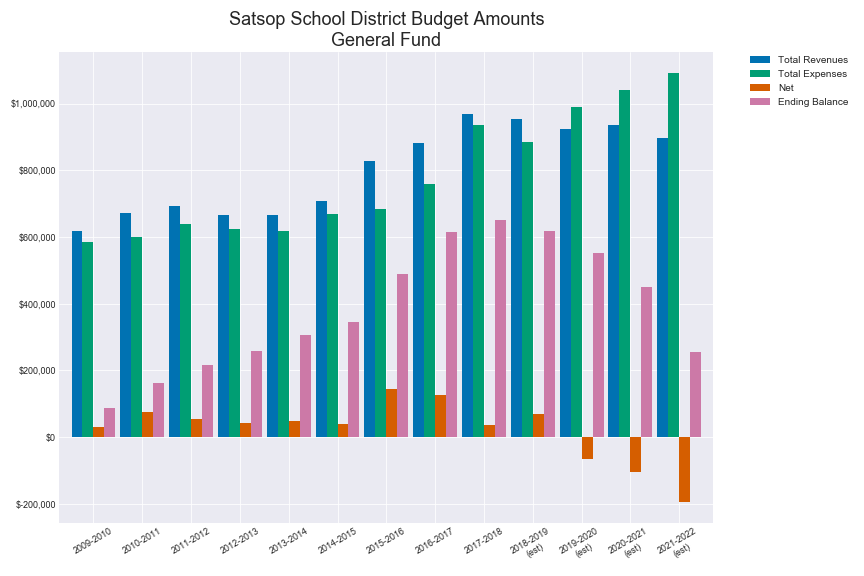 Satsop School District Budget Amounts
General Fund
Total Revenues
Total Expenses
Net
Ending Balance
$1,000,000
$800,000
$600,000
$400,000
$200,000
$0
$-200,000
2009-2010
2010-2011
2011-2012
2012-2013
2013-2014
2014-2015
2015-2016
2016-2017
2017-2018
2018-2019
(est)
2019-2020
(est)
2020-2021
(est)
2021-2022
(est)